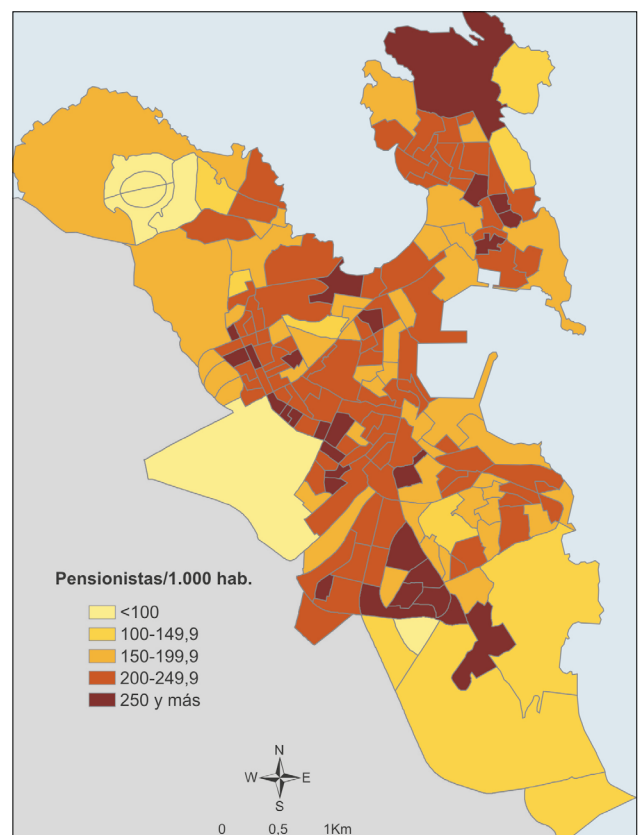 Pensionistas/1.000 hab.
<100
100-149,9
150-199,9
200-249,9
250 y más
N
W E
S
0 0,5 1Km